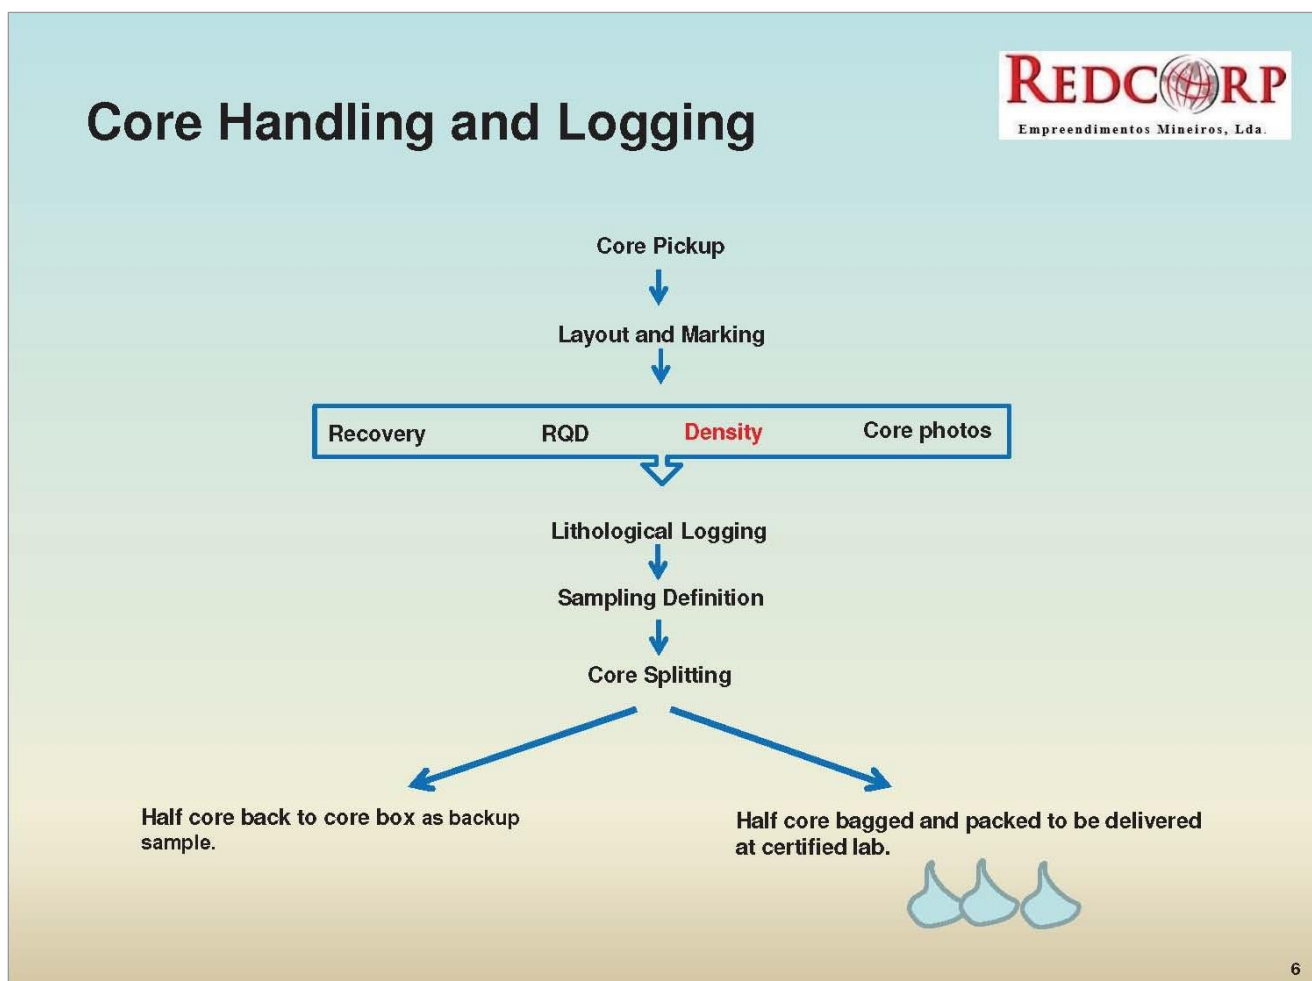 REDCORP
Empreendimentos Mineiros, Lda.
Core Handling and Logging
Core Pickup
Layout and Marking
Recovery RQD Density Core photos
Lithological Logging
Sampling Definition
Core Splitting
Half core back to core box as backup
sample.
Half core bagged and packed to be delivered
at certified lab.
6